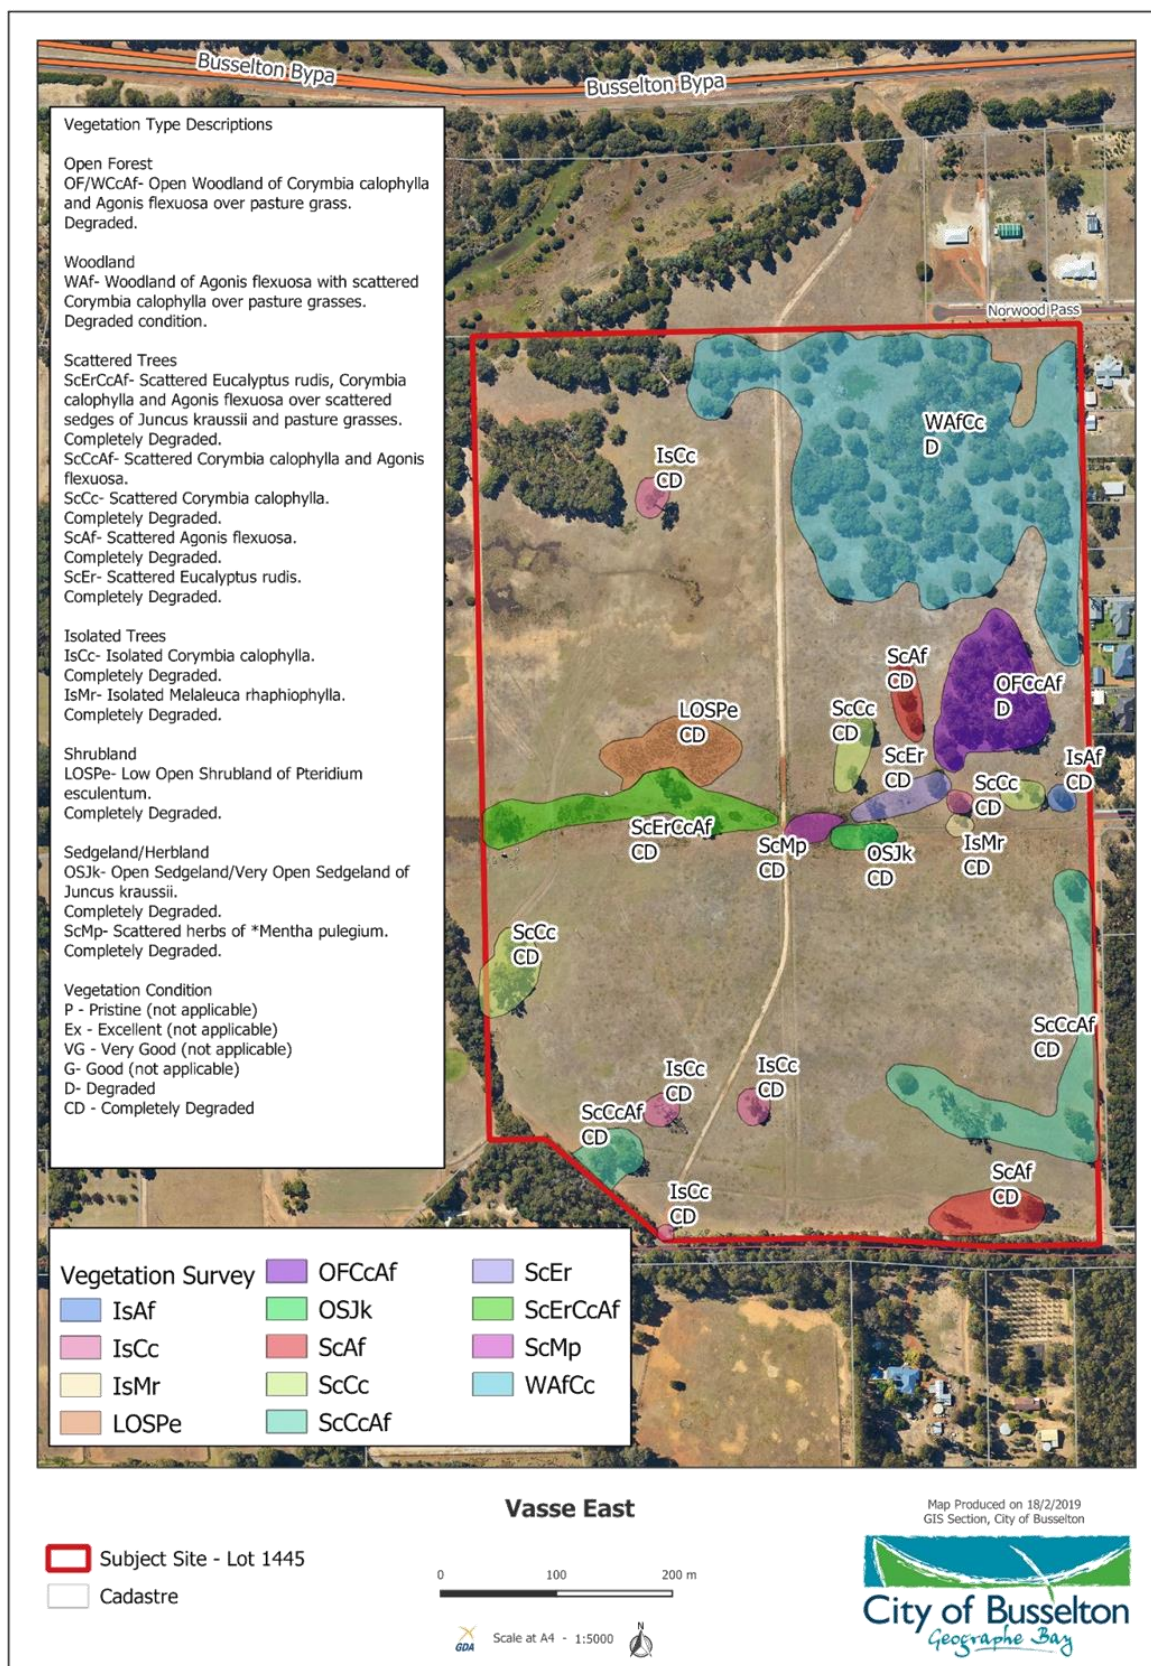 Busselton Bypa
Busselton Bypa
Vegetation Type Descriptions
Open Forest
OF/WCcAf- Open Woodland of Corymbia calophylla
and Agonis flexuosa over pasture grass.
Degraded.
Woodland
WAf- Woodland of Agonis flexuosa with scattered
Corymbia calophylla over pasture grasses.
Degraded condition.
Scattered Trees
ScErCcAf- Scattered Eucalyptus rudis, Corymbia
calophylla and Agonis flexuosa over scattered
sedges of Juncus kraussii and pasture grasses.
Completely Degraded.
ScCcAf- Scattered Corymbia calophylla and Agonis
flexuosa.
ScCc- Scattered Corymbia calophylla.
Completely Degraded.
ScAf- Scattered Agonis flexuosa.
Completely Degraded.
ScEr- Scattered Eucalyptus rudis.
Completely Degraded.
Isolated Trees
IsCc- Isolated Corymbia calophylla.
Completely Degraded.
IsMr- Isolated Melaleuca rhaphiophylla.
Completely Degraded.
Shrubland
LOSPe- Low Open Shrubland of Pteridium
esculentum.
Completely Degraded.
Sedgeland/Herbland
OSJk- Open Sedgeland/Very Open Sedgeland of
Juncus kraussii.
Completely Degraded.
ScMp- Scattered herbs of *Mentha pulegium.
Completely Degraded.
Vegetation Condition
P - Pristine (not applicable)
Ex - Excellent (not applicable)
VG - Very Good (not applicable)
G- Good (not applicable)
D- Degraded
CD - Completely Degraded
Norwood Pass
WAfCc
D
IsCc
CD
ScAf
CD
OFCcAf
D
LOSPe
CD
ScCc
CD
ScEr
CD
IsAf
CD
ScCc
CD
ScErCcAf
CD
ScMp
CD
OSJk
CD
IsMr
CD
ScCc
CD
ScCcAf
CD
IsCc
CD
IsCc
CD
ScCcAf
CD
ScAf
CD
IsCc
CD
Vegetation Survey
IsAf
IsCc
IsMr
LOSPe
OFCcAf
OSJk
ScAf
ScCc
ScCcAf
ScEr
ScErCcAf
ScMp
WAfCc
Vasse East
Map Produced on 18/2/2019
GIS Section, City of Busselton
Subject Site - Lot 1445
Cadastre
0 100 200 m
GDA
Scale at A4 - 1:5000
N
City of Busselton
Geographe Bay